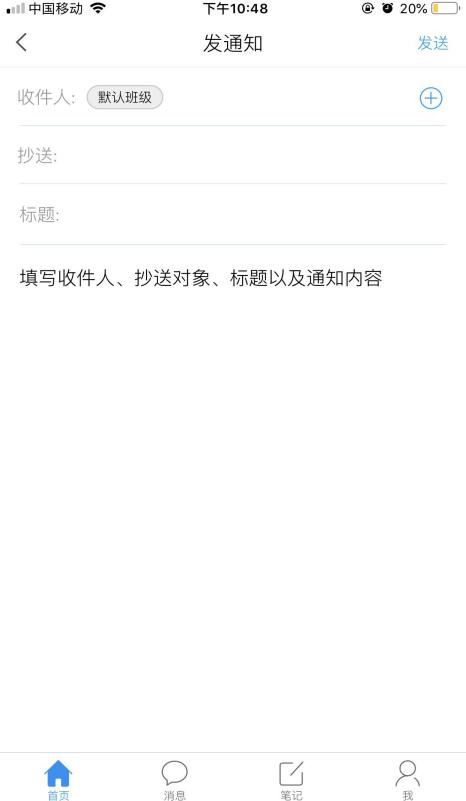 中国移动 下午10:48 20%
发通知 发送
收件人: 默认班级
抄送:
标题:
填写收件人、抄送对象、标题以及通知内容
首页 消息 笔记 我